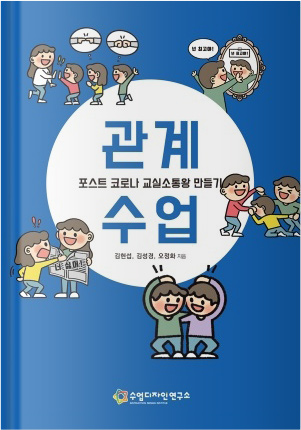 넌 최고야!
넌 최고야!
관계
포스트 코로나 교실소통왕 만들기
수업
김현섭, 김성경, 오정화 지음
수업디자인연구소